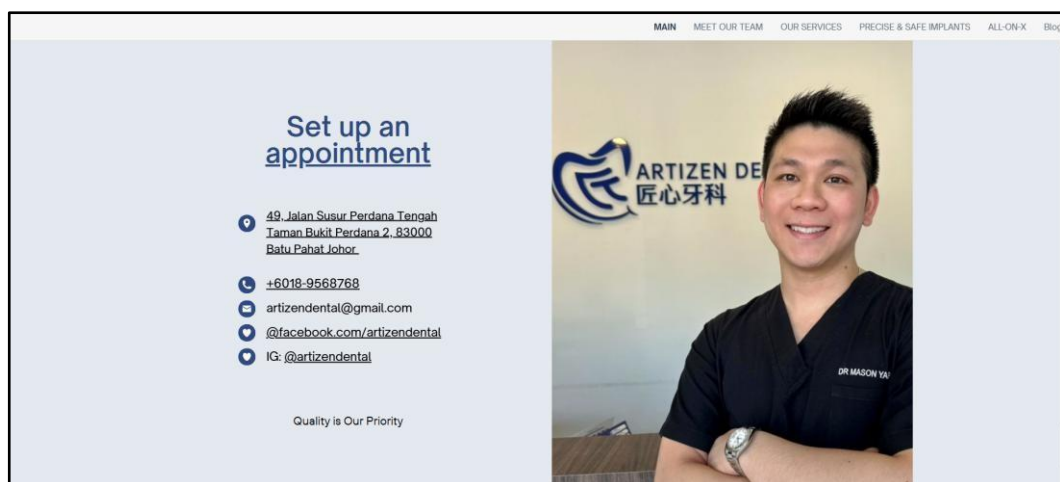 MAIN MEET OUR TEAM OUR SERVICES PRECISE & SAFE IMPLANTS ALL-ON-X Blog
Set up an
appointment
49, Jalan Susur Perdana Tengah
Taman Bukit Perdana 2, 83000
Batu Pahat Johor
+6018-9568768
artizendental@gmail.com
@facebook.com/artizendental
IG: @artizendental
Quality is Our Priority
ARTIZEN DE
匠心牙科
DR MASON YAP